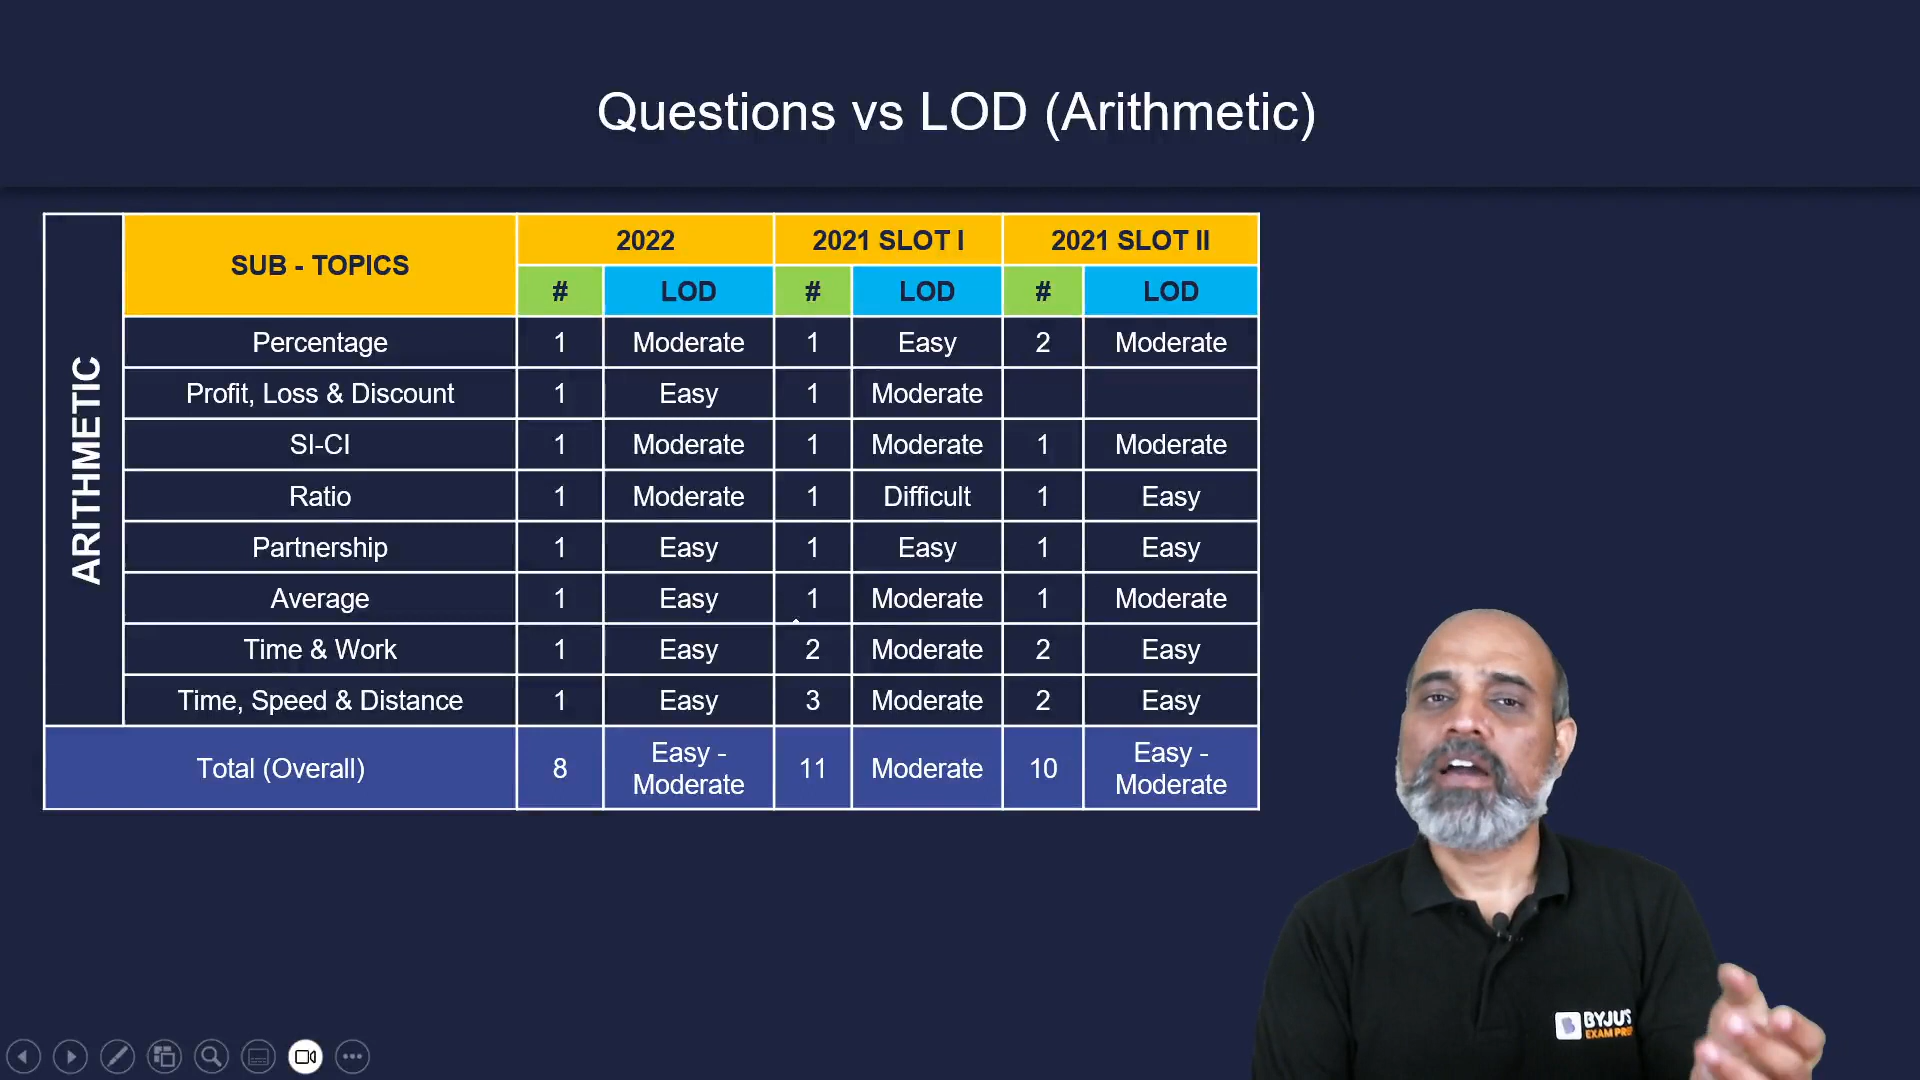 Questions vs LOD (Arithmetic)
ARITHMETIC
SUB - TOPICS
2022
2021 SLOT I
2021 SLOT II
# LOD # LOD # LOD
Percentage 1 Moderate 1 Easy 2 Moderate
Profit, Loss & Discount 1 Easy 1 Moderate
SI-CI 1 Moderate 1 Moderate 1 Moderate
Ratio 1 Moderate 1 Difficult 1 Easy
Partnership 1 Easy 1 Easy 1 Easy
Average 1 Easy 1 Moderate 1 Moderate
Time & Work 1 Easy 2 Moderate 2 Easy
Time, Speed & Distance 1 Easy 3 Moderate 2 Easy
Total (Overall) 8 Easy - Moderate 11 Moderate 10 Easy - Moderate
BYJU'S
EXAM PREP